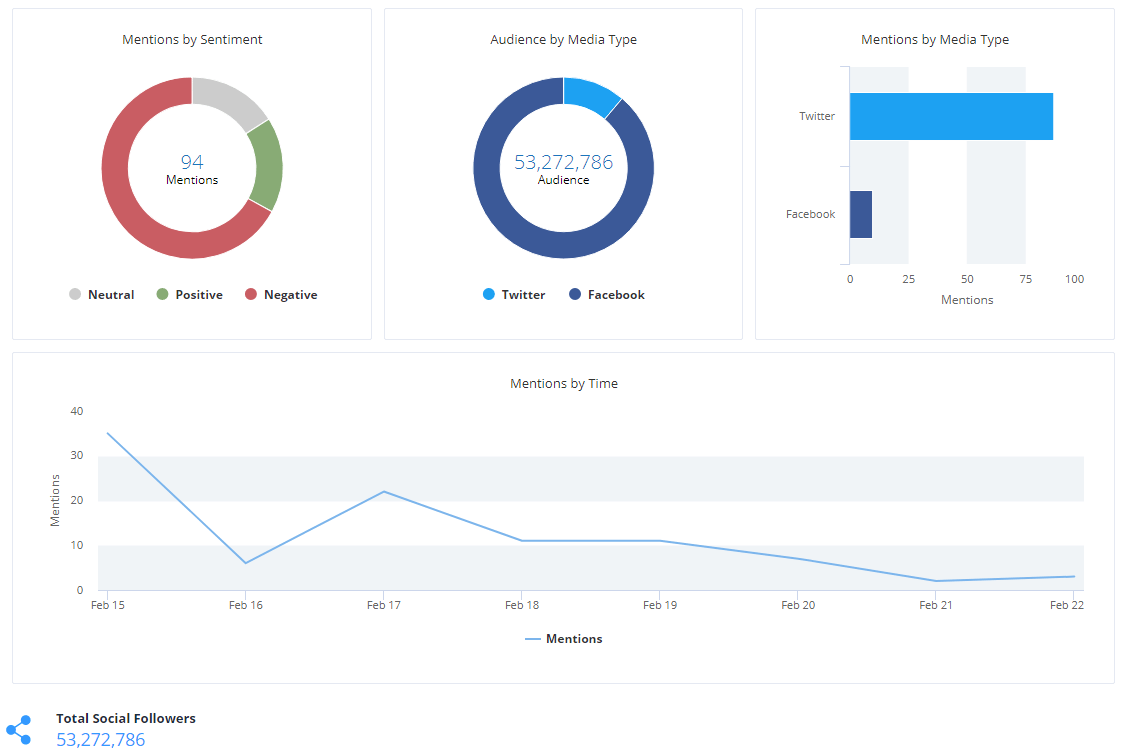 Mentions by Sentiment
94
Mentions
Neutral Positive Negative
Audience by Media Type
53,272,786
Audience
Twitter Facebook
Mentions by Media Type
Twitter
Facebook
0 25 50 75 100
Mentions
Mentions by Time
Mentions
40
30
20
10
0
Feb 15 Feb 16 Feb 17 Feb 18 Feb 19 Feb 20 Feb 21 Feb 22
Mentions
Total Social Followers
53,272,786